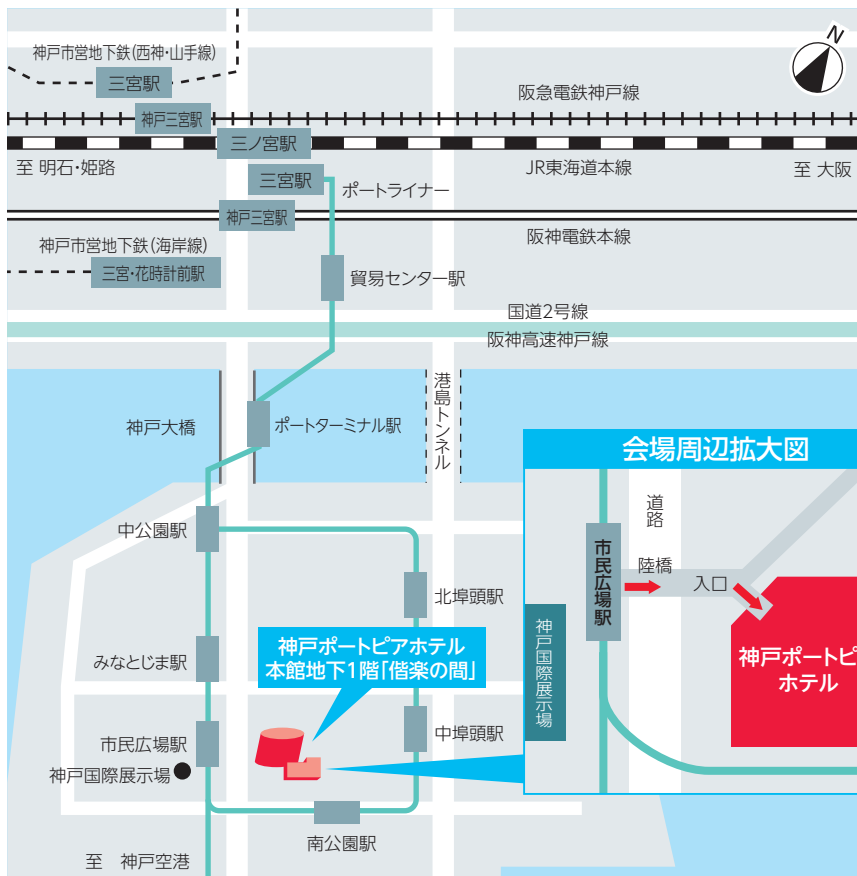 神戸市営地下鉄(西神・山手線)
N
三宮駅
阪急電鉄神戸線
神戸三宮駅
三ノ宮駅
至 明石・姫路
JR東海道本線
至 大阪
三宮駅
ポートライナー
神戸三宮駅
阪神電鉄本線
神戸市営地下鉄(海岸線)
三宮・花時計前駅
貿易センター駅
国道2号線
阪神高速神戸線
港島トンネル
神戸大橋
ポートターミナル駅
会場周辺拡大図
道路
市民広場駅
陸橋
入口
神戸国際展示場
神戸ポートピ
ホテル
中公園駅
北埠頭駅
神戸ポートピアホテル
本館地下1階「偕楽の間」
みなとじま駅
市民広場駅
中埠頭駅
神戸国際展示場
南公園駅
至 神戸空港